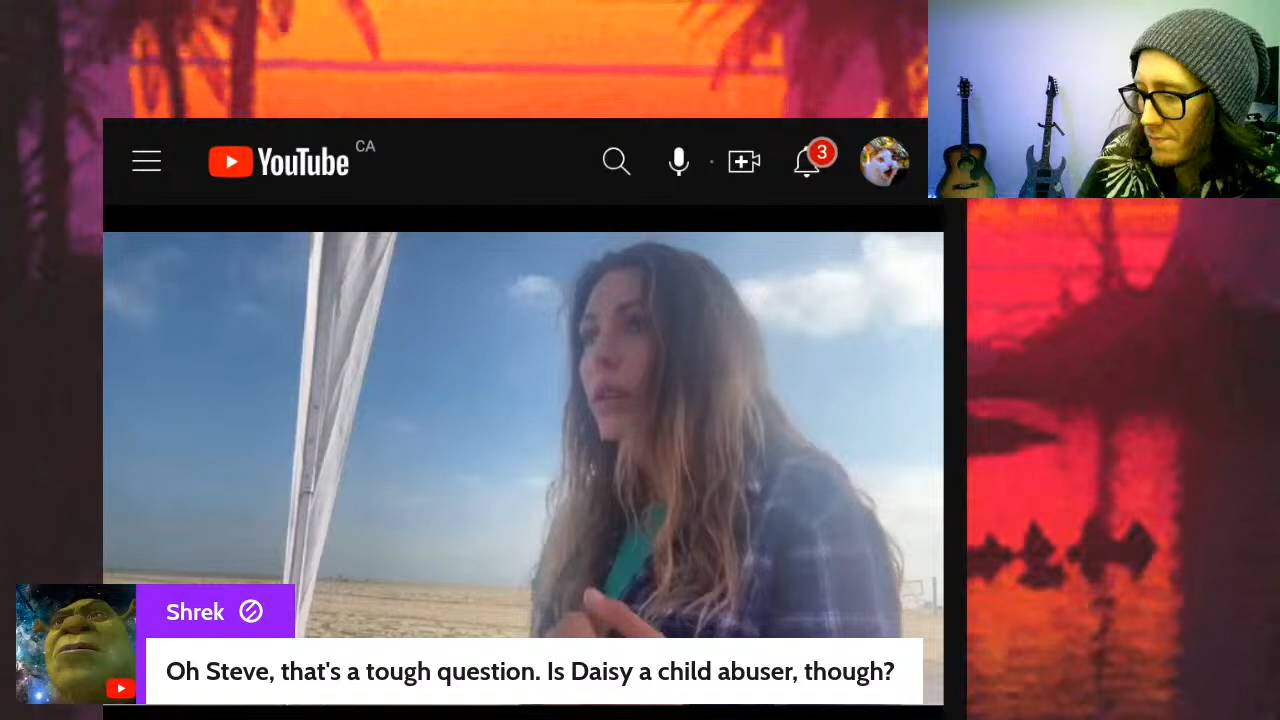 YouTube CA
3
Shrek
Oh Steve, that's a tough question. Is Daisy a child abuser, though?